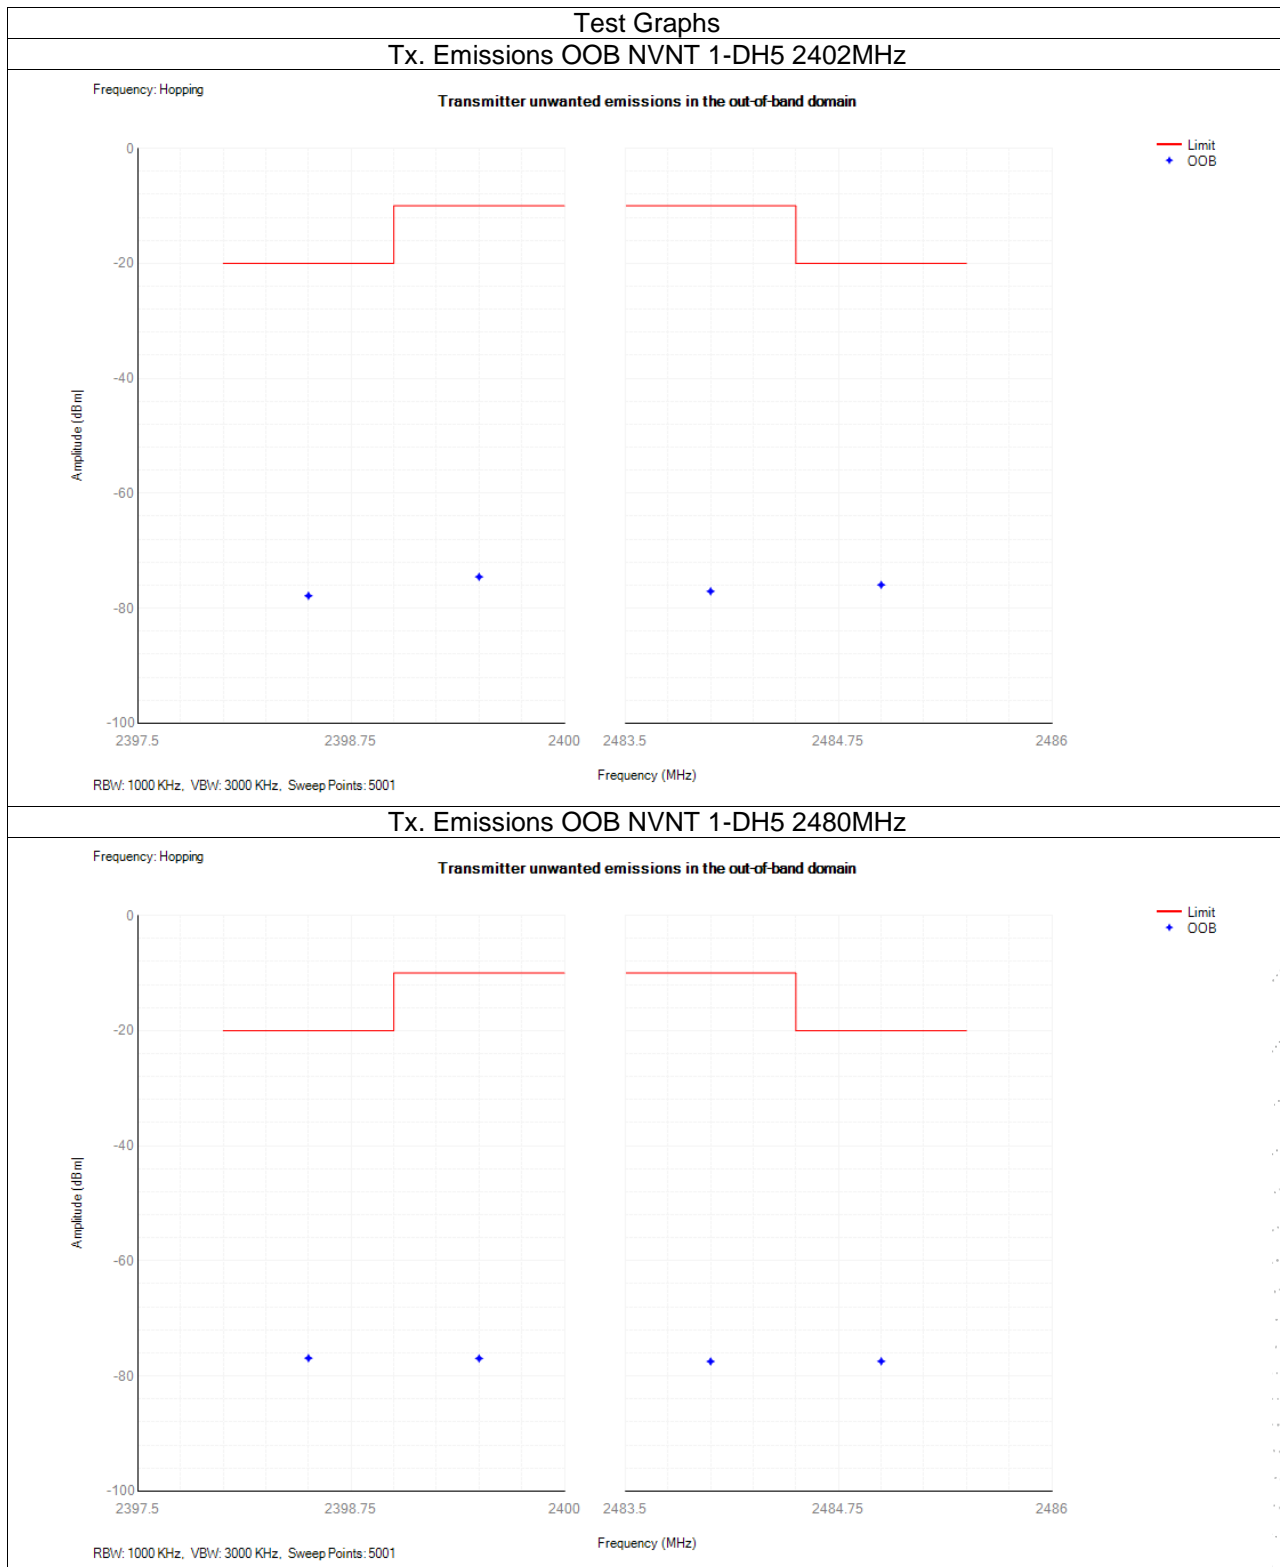 Test Graphs
Tx. Emissions OOB NVNT 1-DH5 2402MHz
Frequency: Hopping
Transmitter unwanted emissions in the out-of-band domain
Limit
OOB
0
-20
-40
-60
-80
-100
Amplitude (dBm)
2397.5 2398.75 2400 2483.5 2484.75 2486
Frequency (MHz)
RBW: 1000 KHz, VBW: 3000 KHz, Sweep Points: 5001
Tx. Emissions OOB NVNT 1-DH5 2480MHz
Frequency: Hopping
Transmitter unwanted emissions in the out-of-band domain
Limit
OOB
0
-20
-40
-60
-80
-100
Amplitude (dBm)
2397.5 2398.75 2400 2483.5 2484.75 2486
Frequency (MHz)
RBW: 1000 KHz, VBW: 3000 KHz, Sweep Points: 5001